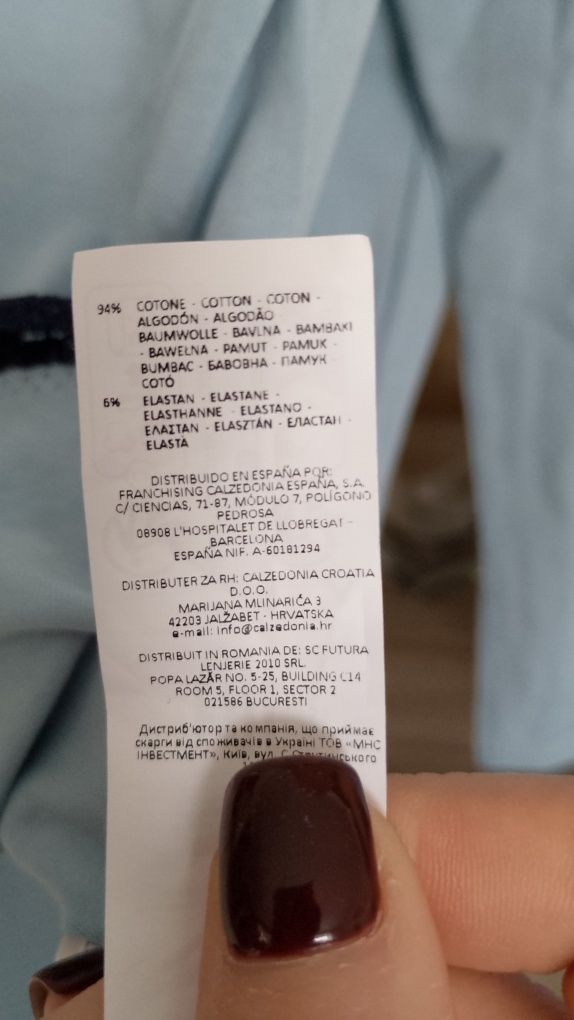 94% COTONE - COTTON - COTON -
ALGODÓN - ALGODÃO
BAUMWOLLE - BAVLNA - BAMBAKI
- BAWEŁNA - PAMUT - PAMUK -
BUMBAC - БАВОВНА - ПАМУК -
COTÓ
6% ELASTAN - ELASTANE -
ELASTHANNE - ELASTANO -
ΕΛΑΣΤΑΝ - ELASZTÁN - ЕЛАСТАН -
ELASTÀ
DISTRIBUIDO EN ESPAÑA POR:
FRANCHISING CALZEDONIA ESPAÑA, S.A.
C/ CIENCIAS, 71-87, MÓDULO 7, POLÍGONO
PEDROSA
08908 L'HOSPITALET DE LLOBREGAT -
BARCELONA
ESPAÑA NIF. A-60181294
DISTRIBUTER ZA RH: CALZEDONIA CROATIA
D.O.O.
MARIJANA MLINARIĆA 3
42203 JALŽABET - HRVATSKA
e-mail: info@calzedonia.hr
DISTRIBUIT IN ROMANIA DE: SC FUTURA
LENJERIE 2010 SRL.
POPA LAZĂR NO. 5-25, BUILDING C14
ROOM 5, FLOOR 1, SECTOR 2
021586 BUCURESTI
Дистриб'ютор та компанія, що приймає
скарги від споживачів в Україні ТОВ «МНС
ІНВЕСТМЕНТ», Київ, вул. Є.